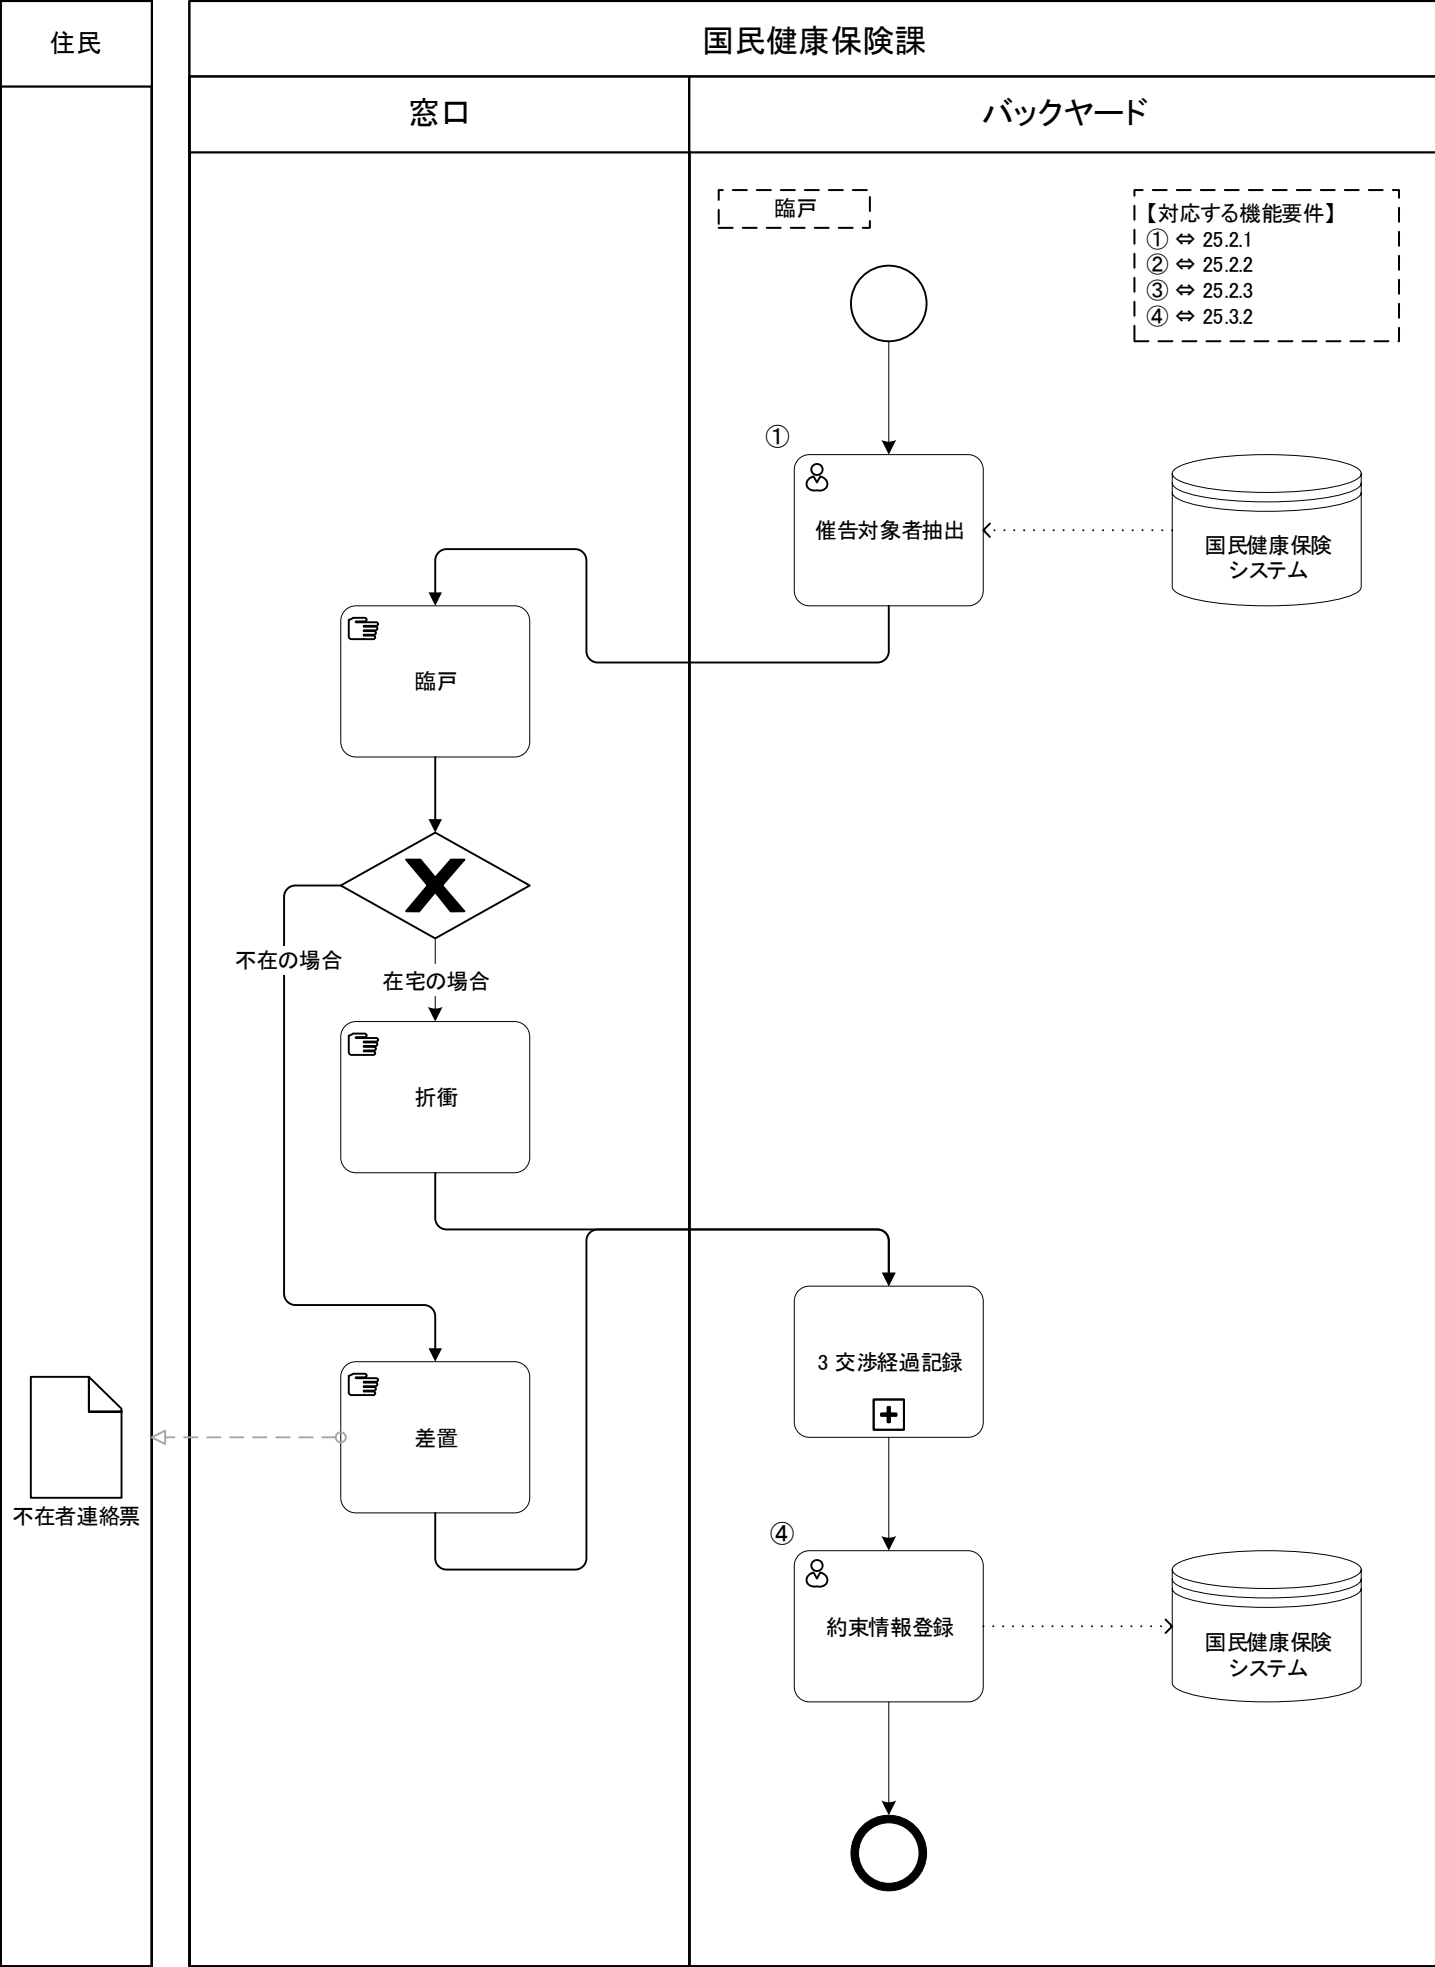 住民
国民健康保険課
窓口
バックヤード
臨戸
【対応する機能要件】
① ⇔ 25.2.1
② ⇔ 25.2.2
③ ⇔ 25.2.3
④ ⇔ 25.3.2
①
催告対象者抽出
国民健康保険
システム
臨戸
不在の場合
在宅の場合
折衝
3 交渉経過記録
差置
不在者連絡票
④
約束情報登録
国民健康保険
システム